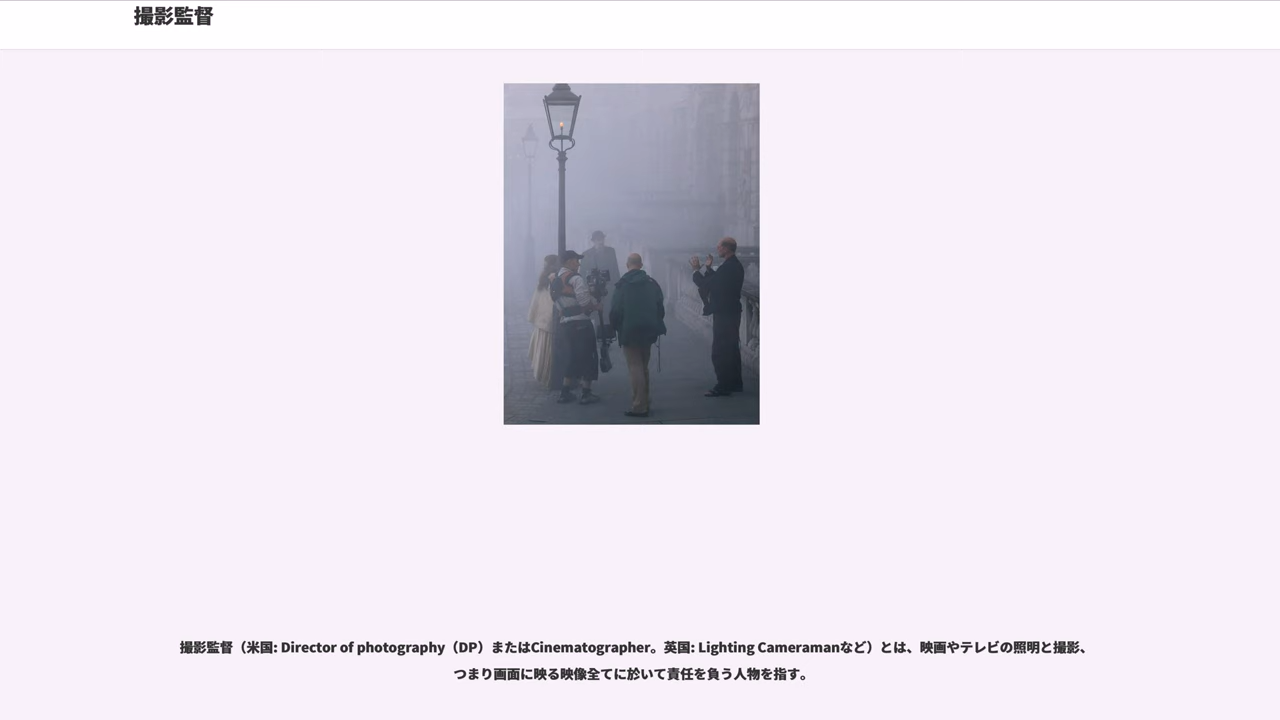 撮影監督
撮影監督（米国: Director of photography（DP）またはCinematographer。英国: Lighting Cameramanなど）とは、映画やテレビの照明と撮影、
つまり画面に映る映像全てに於いて責任を負う人物を指す。